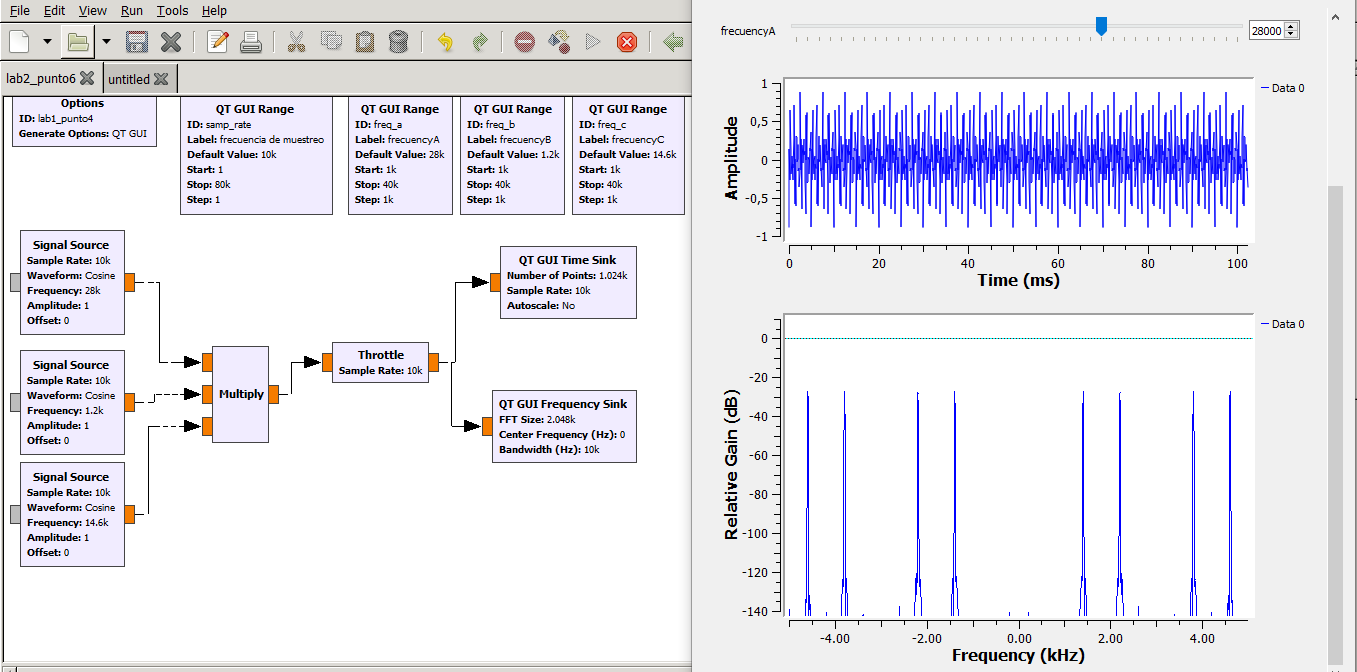 File Edit View Run Tools Help
lab2_punto6
untitled
Options
ID: lab1_punto4
Generate Options: QT GUI
QT GUI Range
ID: samp_rate
Label: frecuencia de muestreo
Default Value: 10k
Start: 1
Stop: 80k
Step: 1
QT GUI Range
ID: freq_a
Label: frecuencyA
Default Value: 28k
Start: 1k
Stop: 40k
Step: 1k
QT GUI Range
ID: freq_b
Label: frecuencyB
Default Value: 1.2k
Start: 1k
Stop: 40k
Step: 1k
QT GUI Range
ID: freq_c
Label: frecuencyC
Default Value: 14.6k
Start: 1k
Stop: 40k
Step: 1k
Signal Source
Sample Rate: 10k
Waveform: Cosine
Frequency: 28k
Amplitude: 1
Offset: 0
Signal Source
Sample Rate: 10k
Waveform: Cosine
Frequency: 1.2k
Amplitude: 1
Offset: 0
Signal Source
Sample Rate: 10k
Waveform: Cosine
Frequency: 14.6k
Amplitude: 1
Offset: 0
Multiply
Throttle
Sample Rate: 10k
QT GUI Time Sink
Number of Points: 1.024k
Sample Rate: 10k
Autoscale: No
QT GUI Frequency Sink
FFT Size: 2.048k
Center Frequency (Hz): 0
Bandwidth (Hz): 10k
frecuencyA
28000
Amplitude
1
0,5
0
-0,5
-1
0 20 40 60 80 100
Time (ms)
Data 0
Relative Gain (dB)
0
-20
-40
-60
-80
-100
-120
-140
-4.00 -2.00 0.00 2.00 4.00
Frequency (kHz)
Data 0